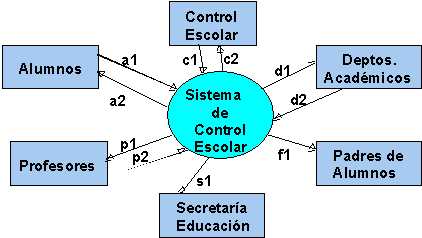 Control
Escolar
Alumnos
a1
c1
c2
d1
Deptos.
Académicos
a2
Sistema
de
Control
Escolar
d2
Profesores
p1
p2
s1
f1
Padres de
Alumnos
Secretaría
Educación